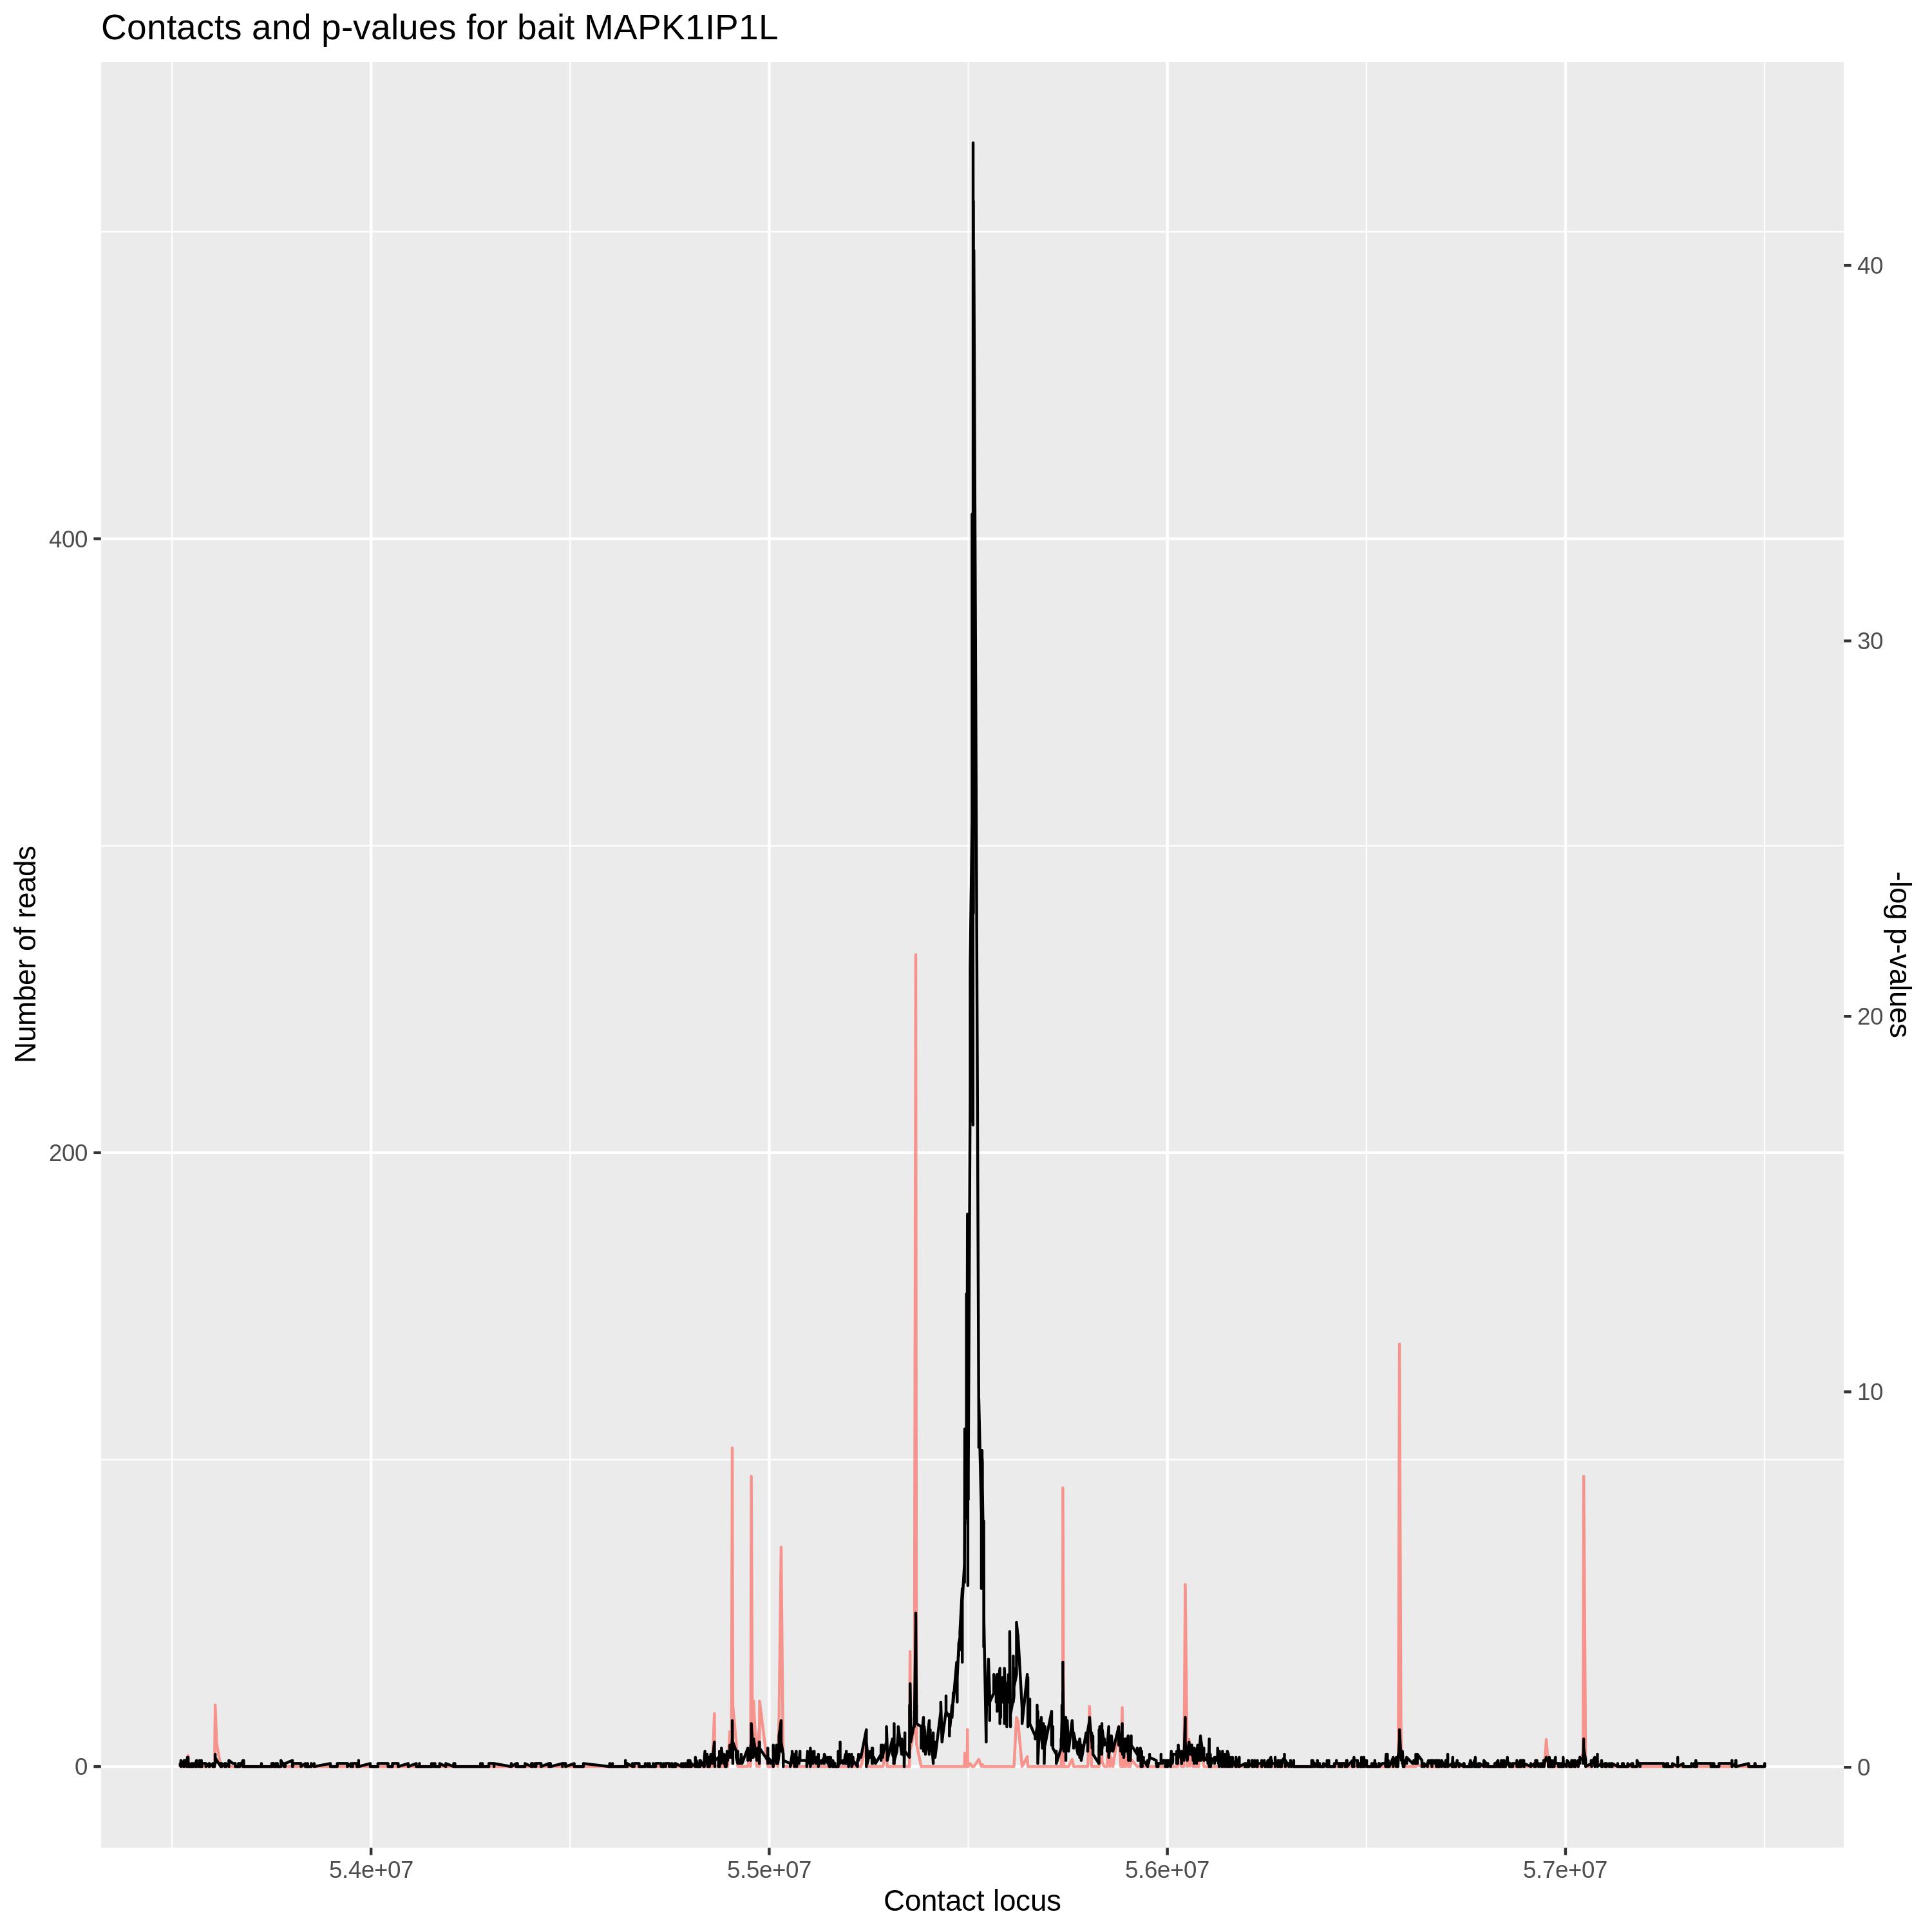 Contacts and p-values for bait MAPK1IP1L
Number of reads
400
200
0
40
30
20
10
0
-log p-values
5.4e+07 5.5e+07 5.6e+07 5.7e+07
Contact locus